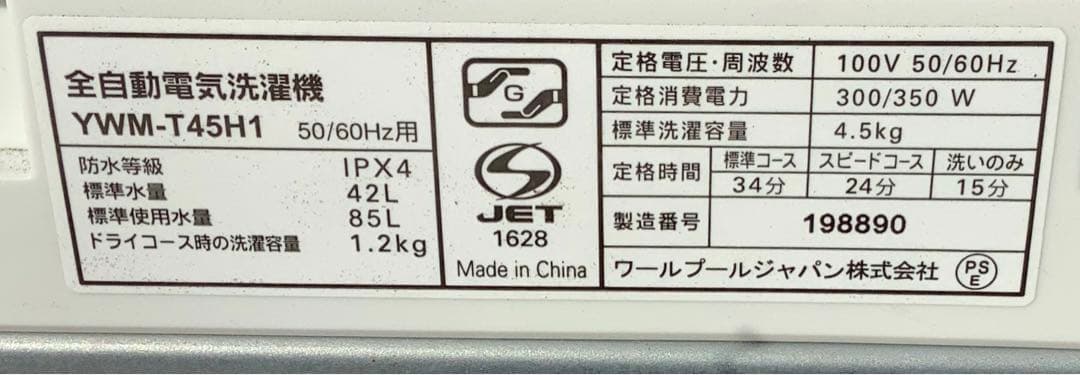 全自動電気洗濯機
YWM-T45H1 50/60Hz用
防水等級 IPX4
標準水量 42L
標準使用水量 85L
ドライコース時の洗濯容量 1.2kg
G
S
JET
1628
Made in China
定格電圧・周波数 100V 50/60Hz
定格消費電力 300/350 W
標準洗濯容量 4.5kg
定格時間 標準コース スピードコース 洗いのみ
34分 24分 15分
製造番号 198890
ワールプールジャパン株式会社 PSE